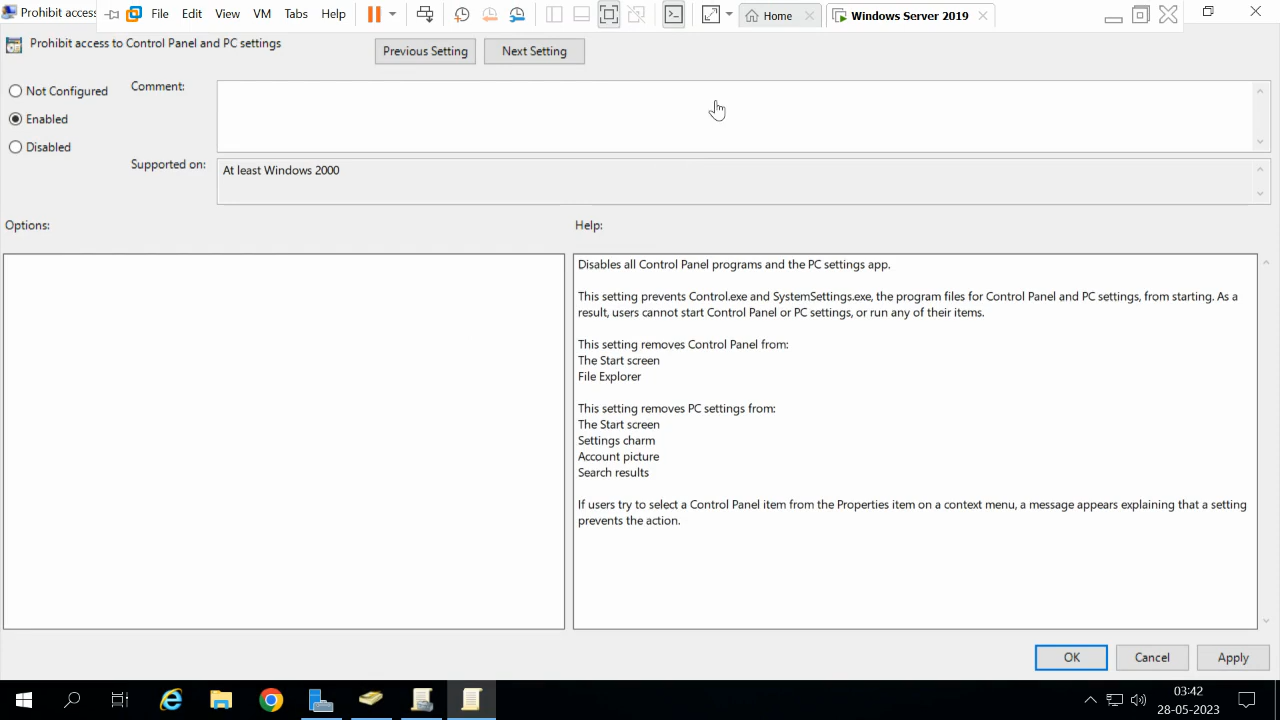 Prohibit access
File Edit View VM Tabs Help
Home
Windows Server 2019
Prohibit access to Control Panel and PC settings
Previous Setting
Next Setting
Not Configured
Enabled
Disabled
Comment:
Supported on:
At least Windows 2000
Options:
Help:
Disables all Control Panel programs and the PC settings app.
This setting prevents Control.exe and SystemSettings.exe, the program files for Control Panel and PC settings, from starting. As a
result, users cannot start Control Panel or PC settings, or run any of their items.
This setting removes Control Panel from:
The Start screen
File Explorer
This setting removes PC settings from:
The Start screen
Settings charm
Account picture
Search results
If users try to select a Control Panel item from the Properties item on a context menu, a message appears explaining that a setting
prevents the action.
OK
Cancel
Apply
03:42
28-05-2023